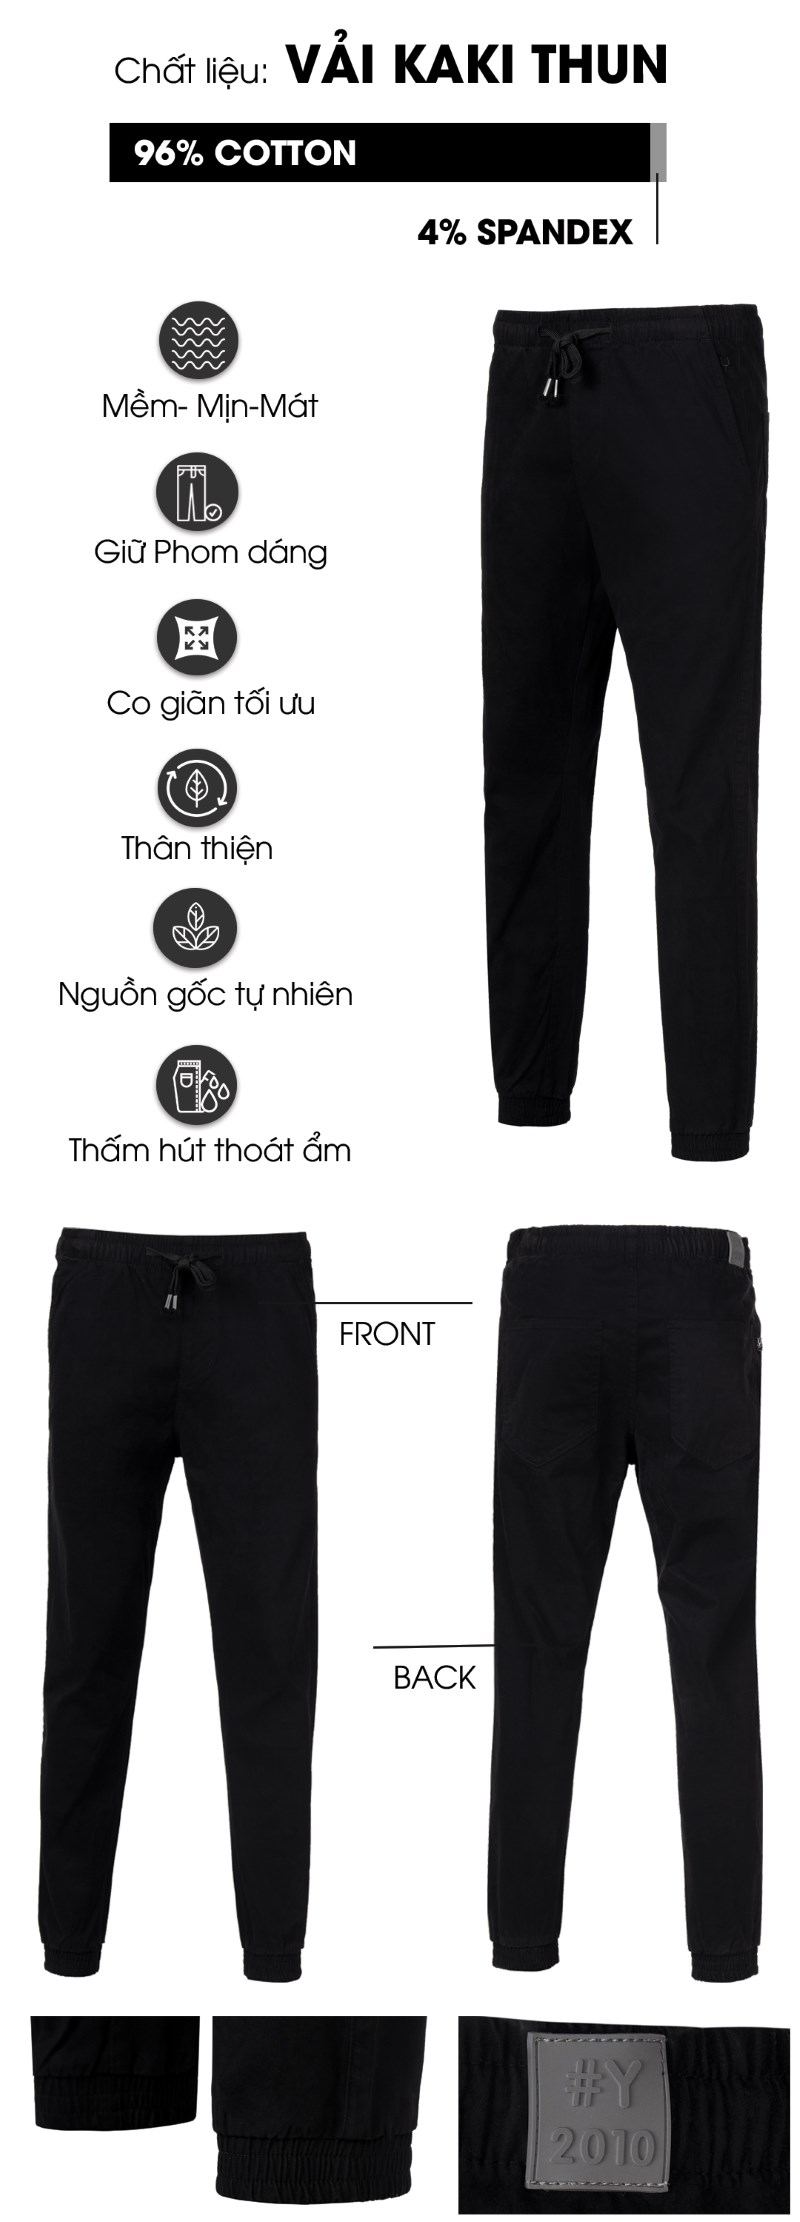 Chất liệu: VẢI KAKI THUN
96% COTTON
4% SPANDEX
Mềm- Mịn-Mát
Giữ Phom dáng
Co giãn tối ưu
Thân thiện
Nguồn gốc tự nhiên
Thấm hút thoát ẩm
FRONT
BACK
#Y
2010